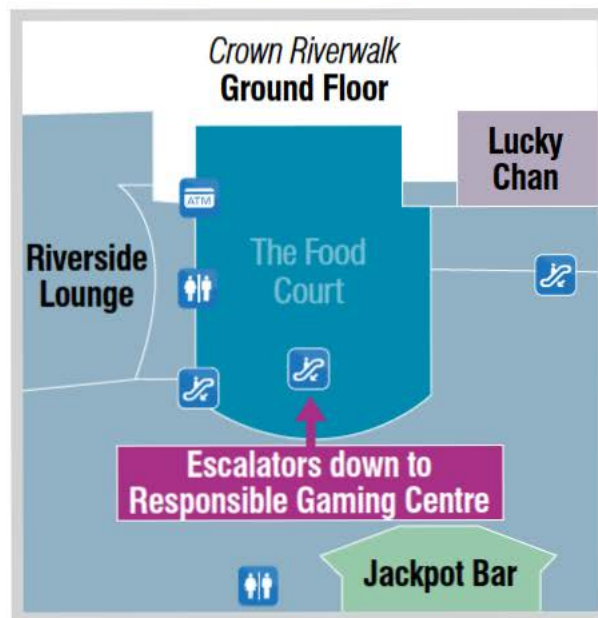 Crown Riverwalk
Ground Floor
Lucky
Chan
ATM
Riverside
Lounge
The Food
Court
Escalators down to
Responsible Gaming Centre
Jackpot Bar